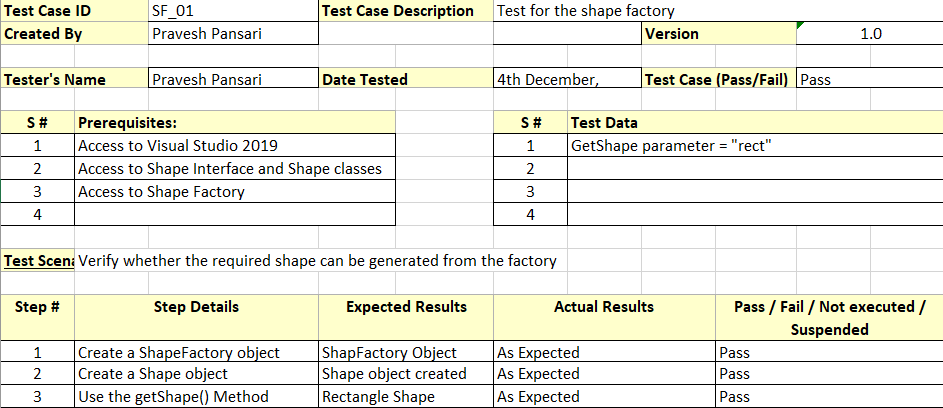 Test Case ID SF_01 Test Case Description Test for the shape factory
Created By Pravesh Pansari Version 1.0
Tester's Name Pravesh Pansari Date Tested 4th December, Test Case (Pass/Fail) Pass
S # Prerequisites: S # Test Data
1 Access to Visual Studio 2019 1 GetShape parameter = "rect"
2 Access to Shape Interface and Shape classes 2
3 Access to Shape Factory 3
4 4
Test Scena Verify whether the required shape can be generated from the factory
Step # Step Details Expected Results Actual Results Pass / Fail / Not executed /
Suspended
1 Create a ShapeFactory object ShapFactory Object As Expected Pass
2 Create a Shape object Shape object created As Expected Pass
3 Use the getShape() Method Rectangle Shape As Expected Pass